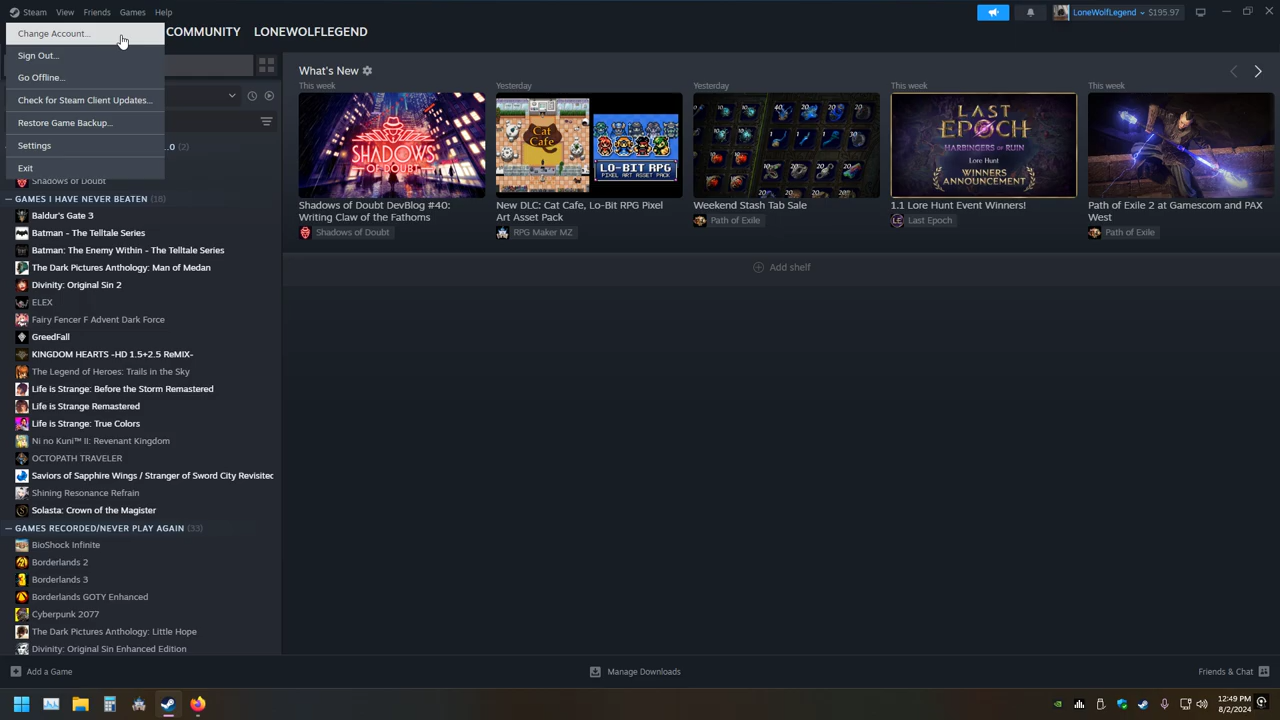 Steam View Friends Games Help
LoneWolfLegend $195.97
Change Account...
COMMUNITY LONEWOLFLEGEND
Sign Out...
Go Offline...
Check for Steam Client Updates...
Restore Game Backup...
Settings
Exit
.0 (2)
Shadows of Doubt
GAMES I HAVE NEVER BEATEN (18)
Baldur's Gate 3
Batman - The Telltale Series
Batman: The Enemy Within - The Telltale Series
The Dark Pictures Anthology: Man of Medan
Divinity: Original Sin 2
ELEX
Fairy Fencer F Advent Dark Force
GreedFall
KINGDOM HEARTS -HD 1.5+2.5 ReMIX-
The Legend of Heroes: Trails in the Sky
Life is Strange: Before the Storm Remastered
Life is Strange Remastered
Life is Strange: True Colors
Ni no Kuni™ II: Revenant Kingdom
OCTOPATH TRAVELER
Saviors of Sapphire Wings / Stranger of Sword City Revisited
Shining Resonance Refrain
Solasta: Crown of the Magister
GAMES RECORDED/NEVER PLAY AGAIN (33)
BioShock Infinite
Borderlands 2
Borderlands 3
Borderlands GOTY Enhanced
Cyberpunk 2077
The Dark Pictures Anthology: Little Hope
Divinity: Original Sin Enhanced Edition
What's New
This week
SHADOWS
OF DOUBT
Shadows of Doubt DevBlog #40:
Writing Claw of the Fathoms
Shadows of Doubt
Yesterday
Cat
Cafe
LO-BIT RPG
PIXEL ART ASSET PACK
New DLC: Cat Cafe, Lo-Bit RPG Pixel
Art Asset Pack
RPG Maker MZ
Yesterday
Weekend Stash Tab Sale
Path of Exile
This week
LAST
EPOCH
HARBINGERS OF RUIN
Lore Hunt
WINNERS
ANNOUNCEMENT
1.1 Lore Hunt Event Winners!
LE Last Epoch
This week
Path of Exile 2 at Gamescom and PAX
West
Path of Exile
Add shelf
Add a Game
Manage Downloads
Friends & Chat
12:49 PM
8/2/2024